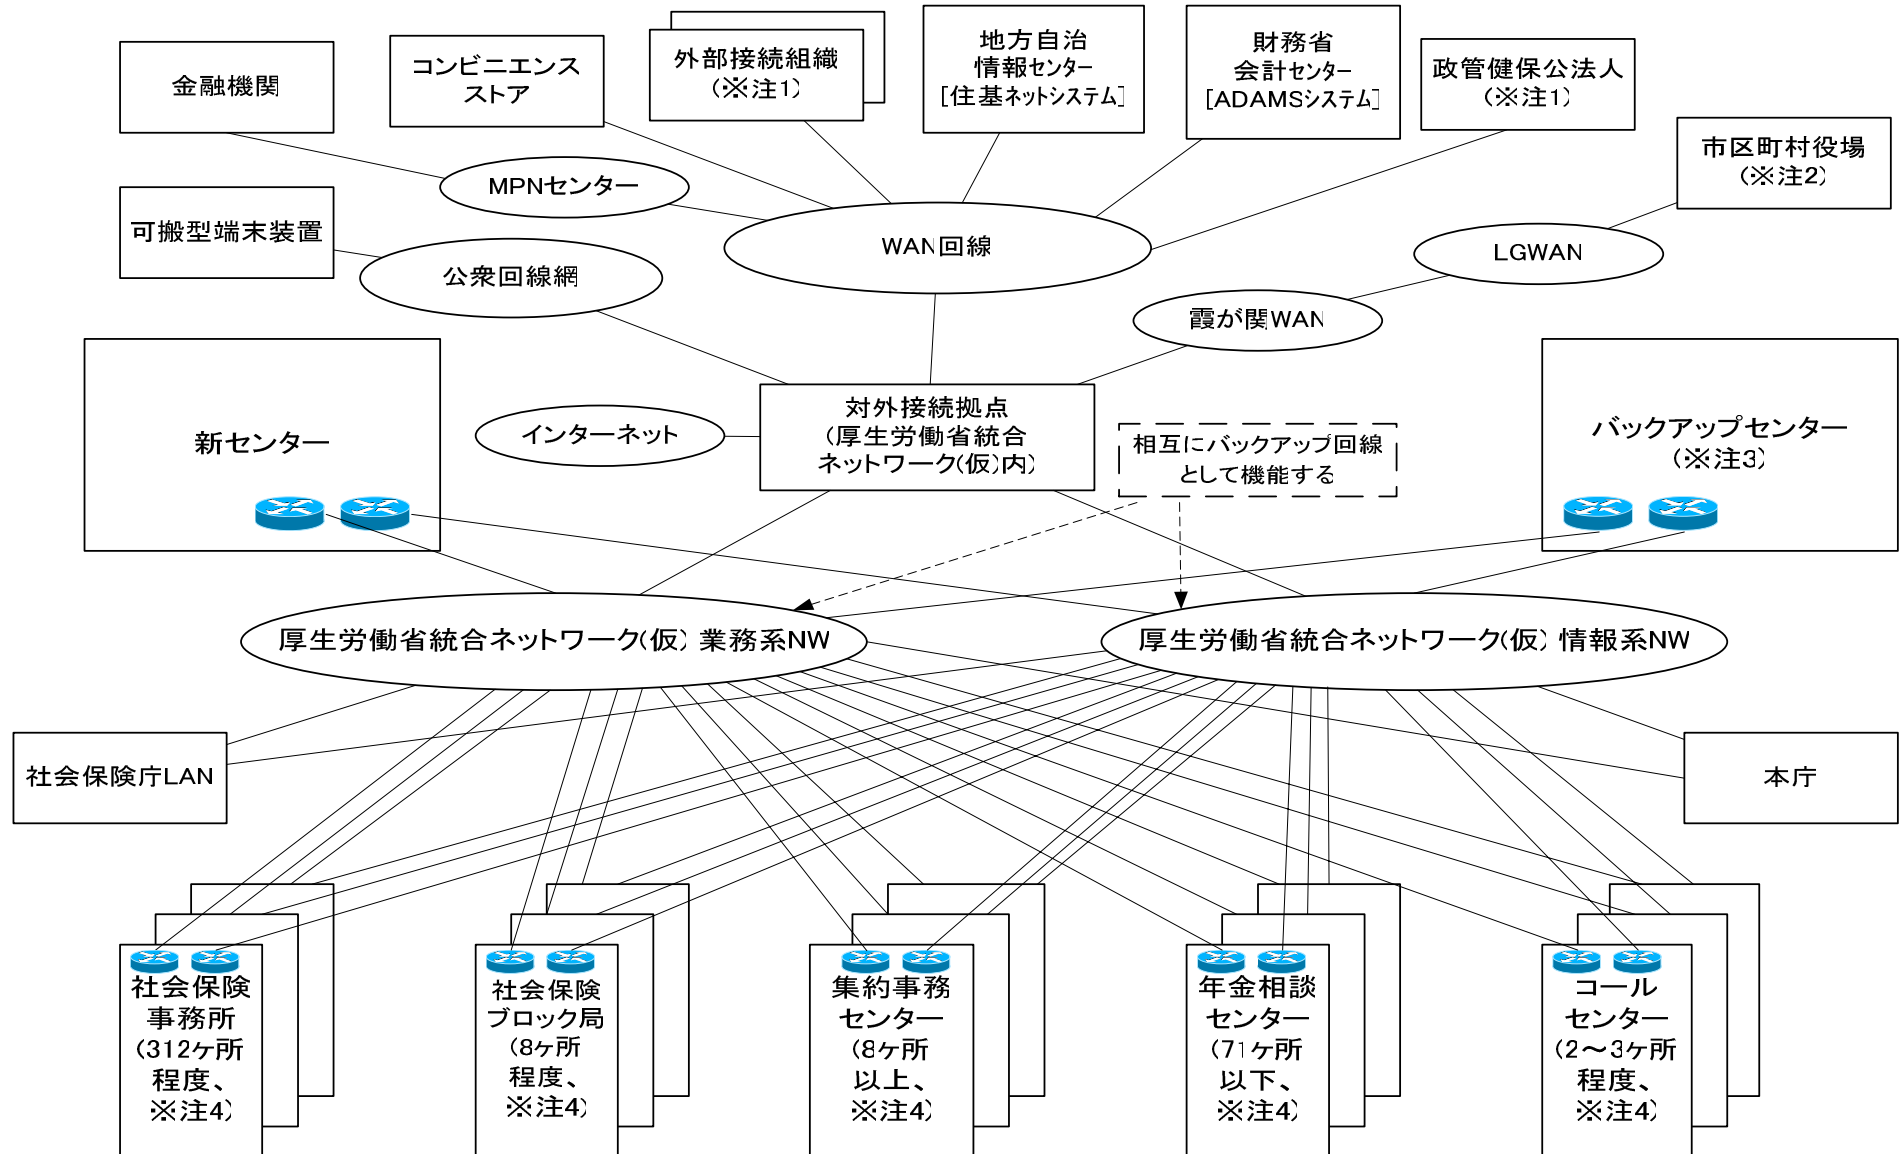 金融機関
コンビニエンス
ストア
外部接続組織
(※注1)
地方自治
情報センター
[住基ネットシステム]
財務省
会計センター
[ADAMSシステム]
政管健保公法人
(※注1)
市区町村役場
(※注2)
MPNセンター
可搬型端末装置
WAN回線
LGWAN
公衆回線網
霞が関WAN
新センター
インターネット
対外接続拠点
(厚生労働省統合
ネットワーク(仮)内)
相互にバックアップ回線
として機能する
バックアップセンター
(※注3)
厚生労働省統合ネットワーク(仮) 業務系NW
厚生労働省統合ネットワーク(仮) 情報系NW
社会保険庁LAN
本庁
社会保険
事務所
(312ヶ所
程度、
※注4)
社会保険
ブロック局
(8ヶ所
程度、
※注4)
集約事務
センター
(8ヶ所
以上、
※注4)
年金相談
センター
(71ヶ所
以下、
※注4)
コール
センター
(2～3ヶ所
程度、
※注4)